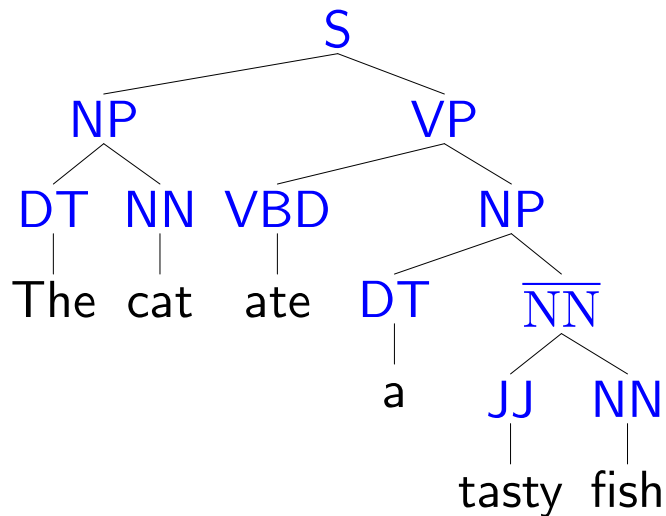 S
NP VP
DT NN VBD NP
The cat ate DT N̅N̅
a JJ NN
tasty fish